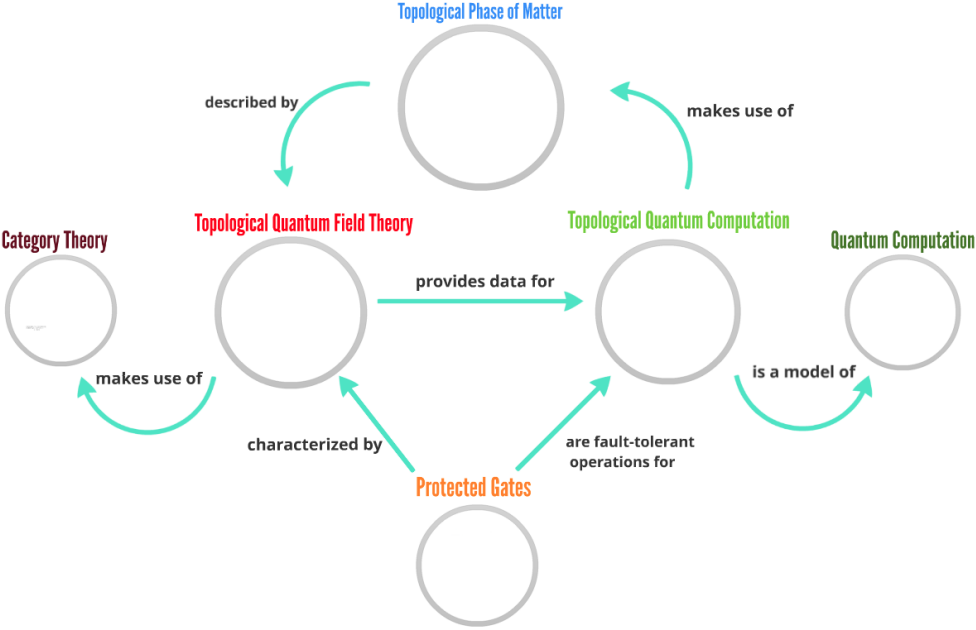 Topological Phase of Matter
described by
makes use of
Topological Quantum Field Theory
Topological Quantum Computation
Category Theory
Quantum Computation
provides data for
makes use of
is a model of
characterized by
are fault-tolerant
operations for
Protected Gates